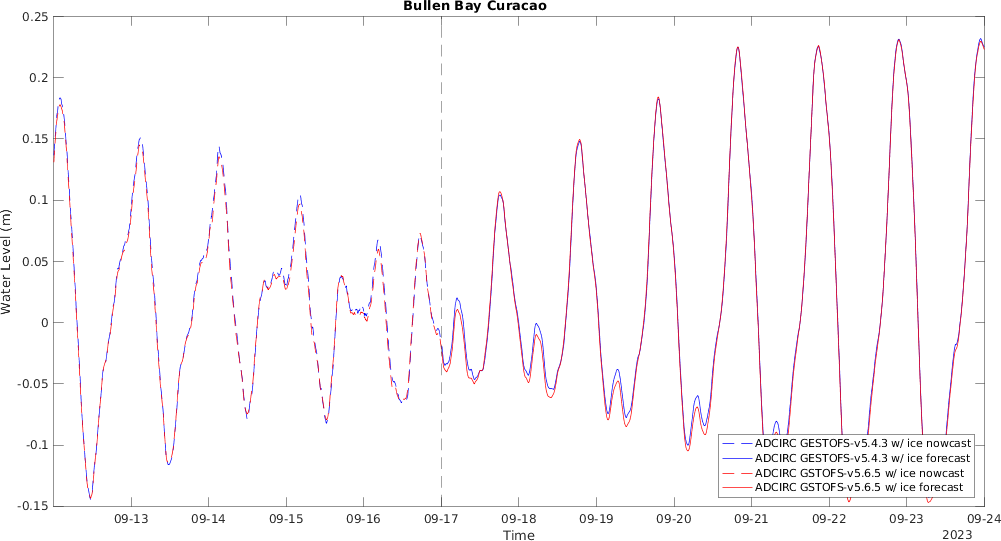 Bullen Bay Curacao
0.25
0.2
0.15
0.1
0.05
0
-0.05
-0.1
-0.15
Water Level (m)
ADCIRC GESTOFS-v5.4.3 w/ ice nowcast
ADCIRC GESTOFS-v5.4.3 w/ ice forecast
ADCIRC GSTOFS-v5.6.5 w/ ice nowcast
ADCIRC GSTOFS-v5.6.5 w/ ice forecast
09-13 09-14 09-15 09-16 09-17 09-18 09-19 09-20 09-21 09-22 09-23 09-24
Time
2023